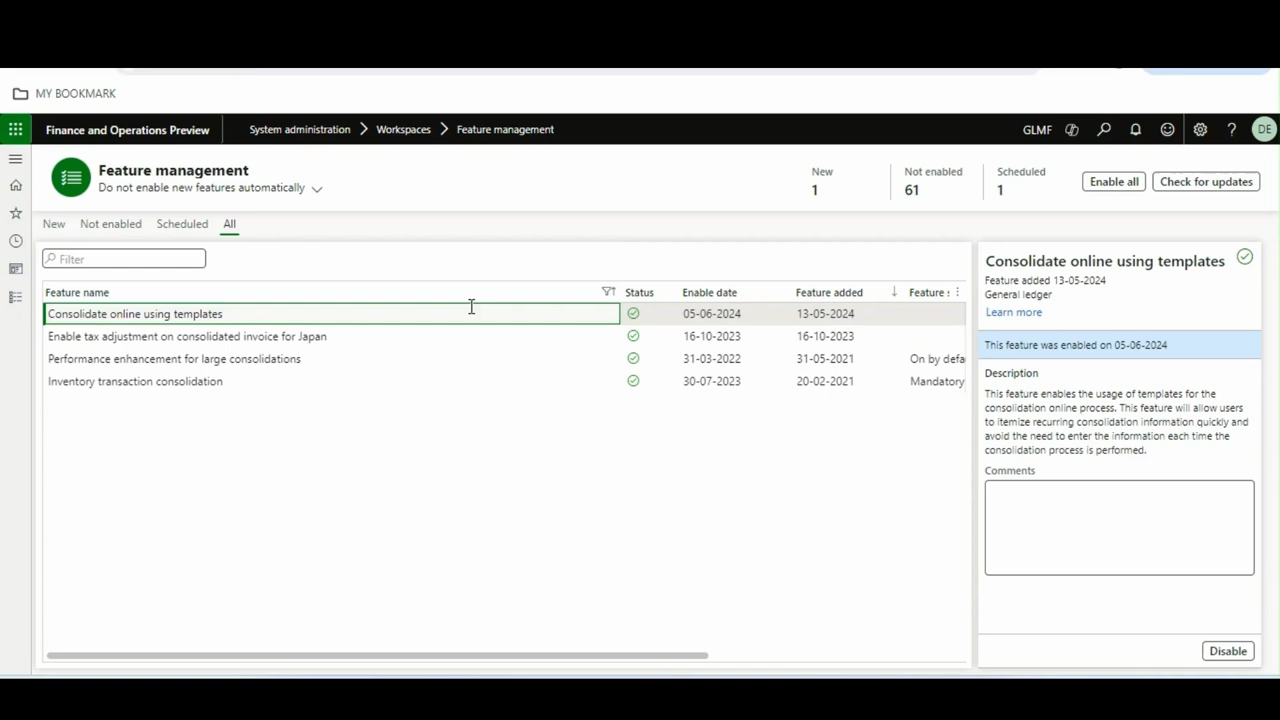 MY BOOKMARK
Finance and Operations Preview
System administration
Workspaces
Feature management
GLMF
DE
Feature management
Do not enable new features automatically
New
1
Not enabled
61
Scheduled
1
Enable all
Check for updates
New
Not enabled
Scheduled
All
Filter
Feature name
Status
Enable date
Feature added
Feature
Consolidate online using templates
05-06-2024
13-05-2024
Enable tax adjustment on consolidated invoice for Japan
16-10-2023
16-10-2023
Performance enhancement for large consolidations
31-03-2022
31-05-2021
On by defa
Inventory transaction consolidation
30-07-2023
20-02-2021
Mandatory
Consolidate online using templates
Feature added 13-05-2024
General ledger
Learn more
This feature was enabled on 05-06-2024
Description
This feature enables the usage of templates for the
consolidation online process. This feature will allow users
to itemize recurring consolidation information quickly and
avoid the need to enter the information each time the
consolidation process is performed.
Comments
Disable